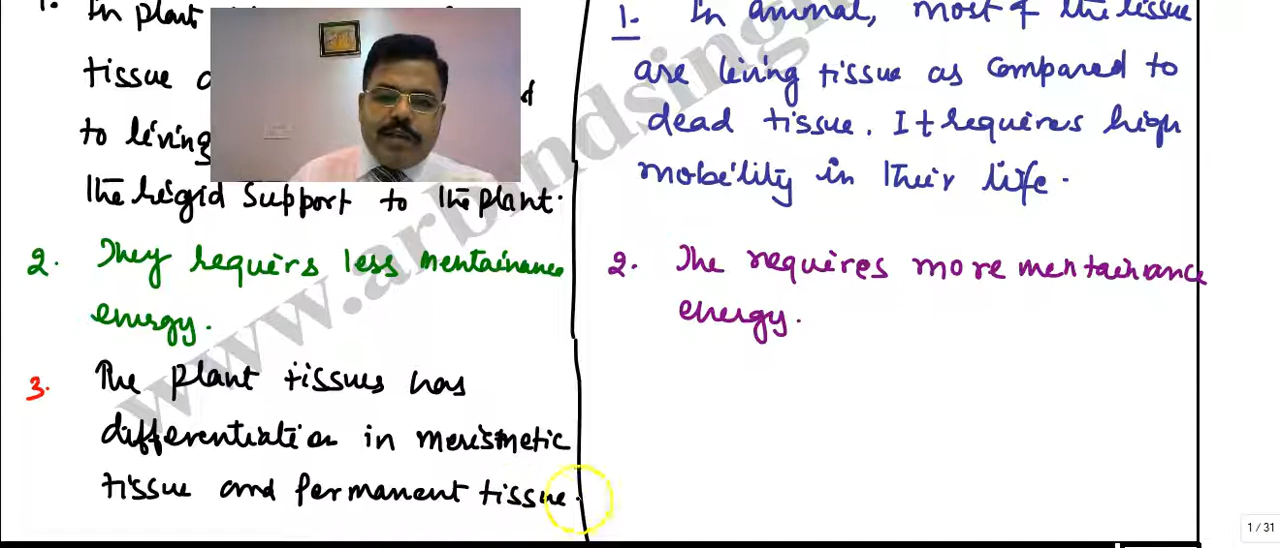 1. In plant
tissue
to living
the rigid support to the plant.
2. They requirs less mentainance
energy.
3. The plant tissues has
differentiation in merismetic
tissue and permanent tissue.
1. In animal, most of the tissue
are living tissue as compared to
dead tissue. It requires high
mobility in their life.
2. The requires more mentainance
energy.
www.arbindsingh
1 / 31